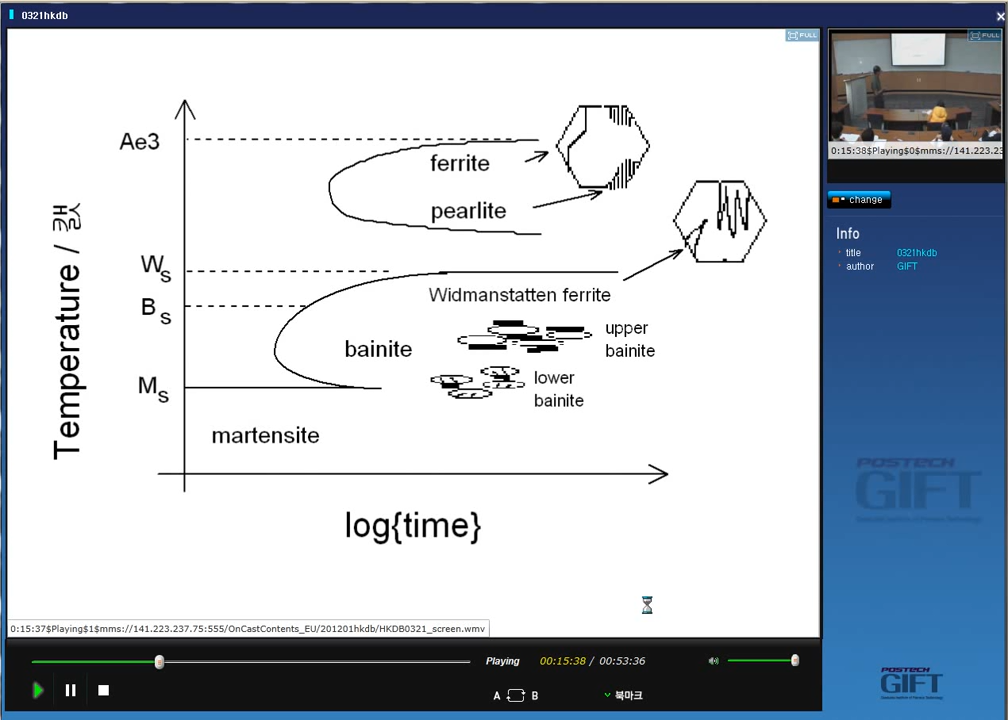 0321hkdb
FULL
FULL
Ae3
ferrite
pearlite
Ws
Widmanstatten ferrite
Bs
upper
bainite
bainite
lower
bainite
Ms
martensite
Temperature /
log{time}
0:15:37$Playing$1$mms://141.223.237.75:555/OnCastContents_EU/201201hkdb/HKDB0321_screen.wmv
Playing 00:15:38 / 00:53:36
A B
북마크
0:15:38$Playing$0$mms://141.223.23
change
Info
title 0321hkdb
author GIFT
POSTECH
GIFT
POSTECH
GIFT